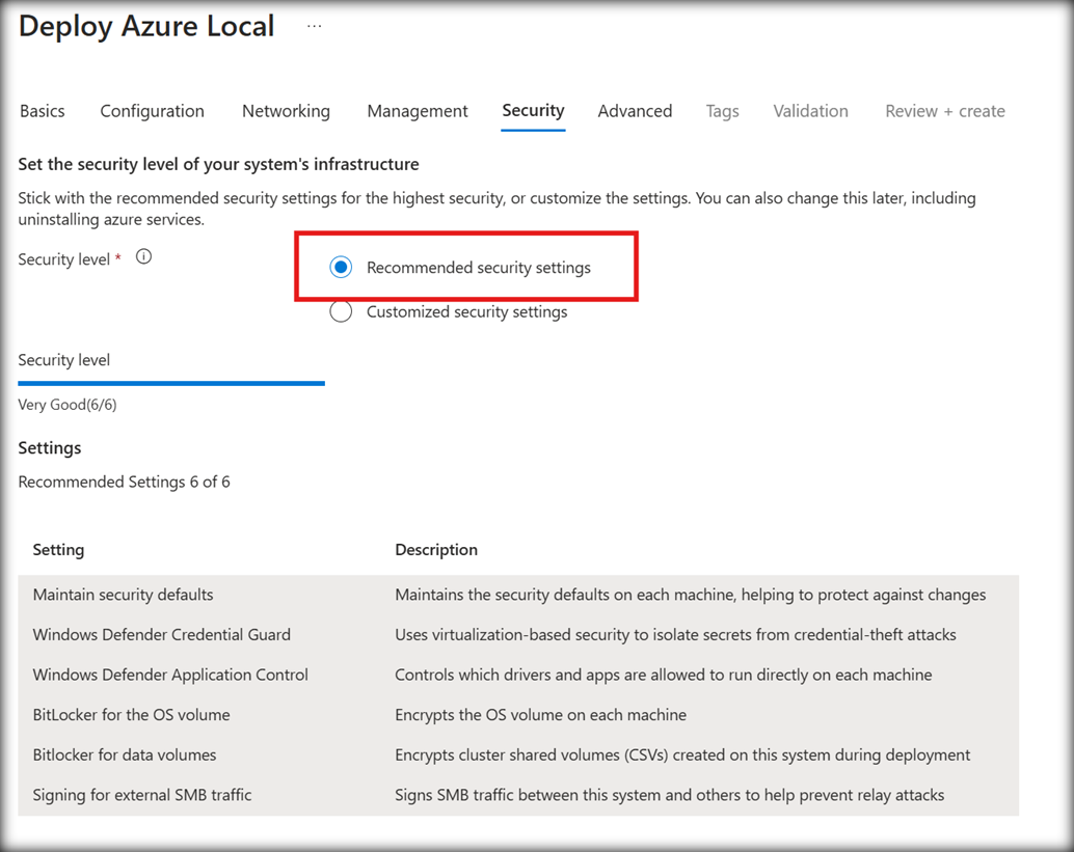 Deploy Azure Local ...
Basics Configuration Networking Management Security Advanced Tags Validation Review + create
Set the security level of your system's infrastructure
Stick with the recommended security settings for the highest security, or customize the settings. You can also change this later, including
uninstalling azure services.
Security level *
Recommended security settings
Customized security settings
Security level
Very Good(6/6)
Settings
Recommended Settings 6 of 6
Setting Description
Maintain security defaults Maintains the security defaults on each machine, helping to protect against changes
Windows Defender Credential Guard Uses virtualization-based security to isolate secrets from credential-theft attacks
Windows Defender Application Control Controls which drivers and apps are allowed to run directly on each machine
BitLocker for the OS volume Encrypts the OS volume on each machine
Bitlocker for data volumes Encrypts cluster shared volumes (CSVs) created on this system during deployment
Signing for external SMB traffic Signs SMB traffic between this system and others to help prevent relay attacks